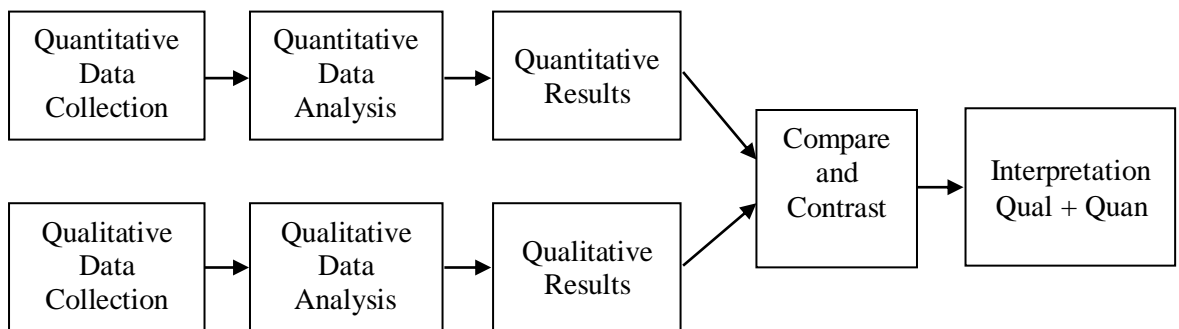 Quantitative
Data
Collection
Quantitative
Data
Analysis
Quantitative
Results
Qualitative
Data
Collection
Qualitative
Data
Analysis
Qualitative
Results
Compare
and
Contrast
Interpretation
Qual + Quan